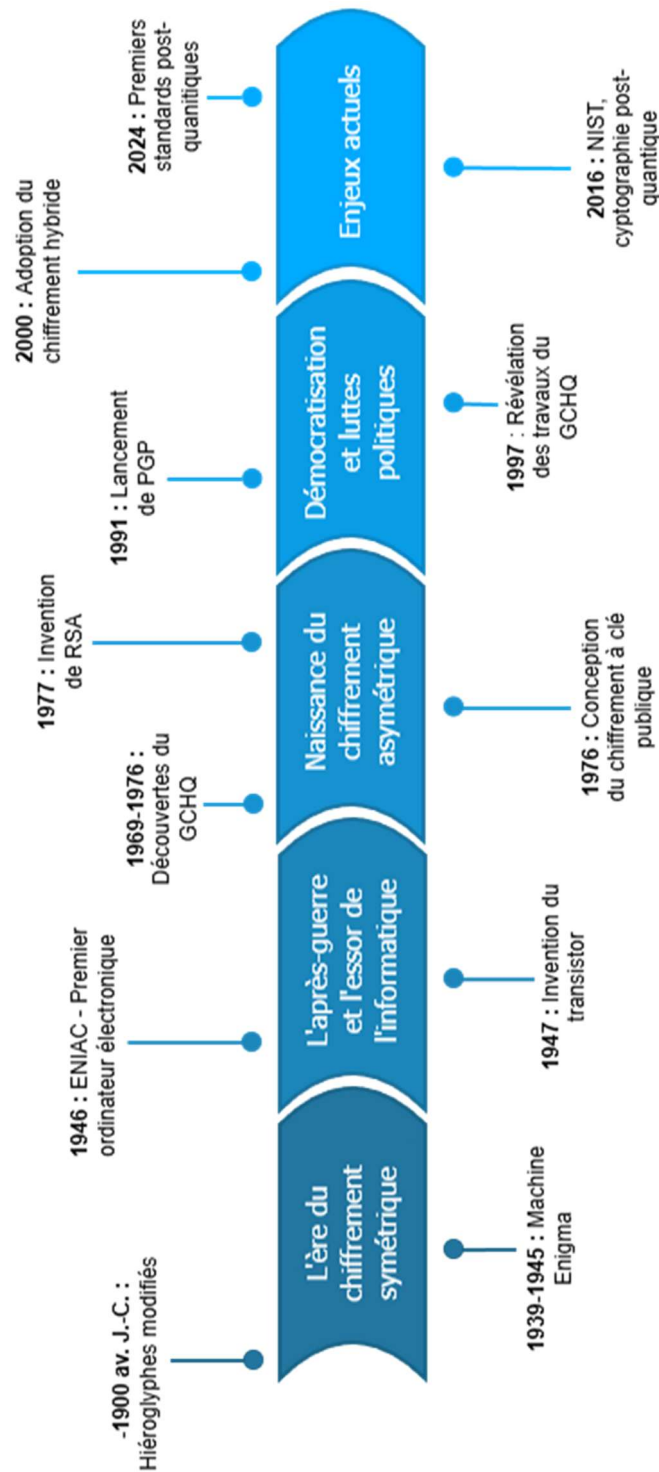 -1900 av. J.-C. :
Hiéroglyphes modifiés
1946 : ENIAC - Premier
ordinateur électronique
1969-1976 :
Découvertes du
GCHQ
1977 : Invention
de RSA
1991 : Lancement
de PGP
2000 : Adoption du
chiffrement hybride
2024 : Premiers
standards post-
quanitiques
L'ère du
chiffrement
symétrique
L'après-guerre
et l'essor de
l'informatique
Naissance du
chiffrement
asymétrique
Démocratisation
et luttes
politiques
Enjeux actuels
1939-1945 : Machine
Enigma
1947 : Invention du
transistor
1976 : Conception
du chiffrement à clé
publique
1997 : Révélation
des travaux du
GCHQ
2016 : NIST,
cyptographie post-
quantique